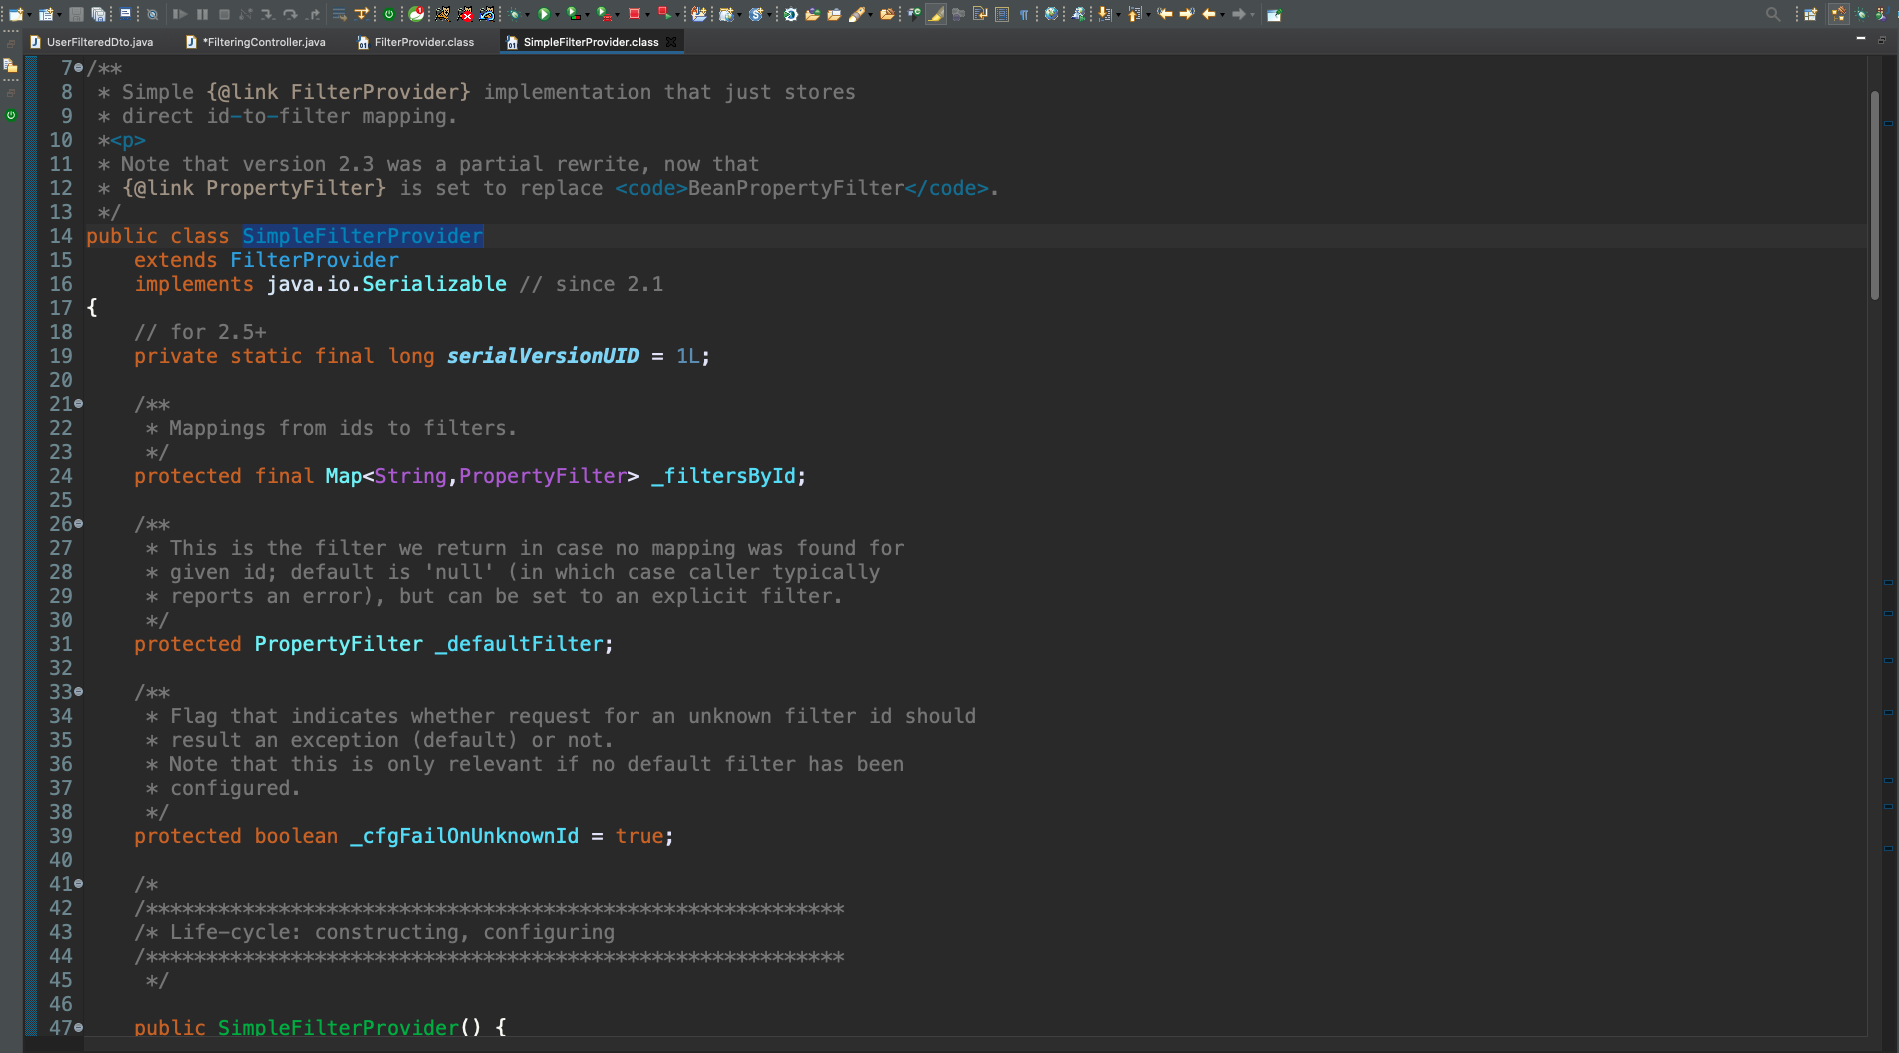 UserFilteredDto.java
*FilteringController.java
FilterProvider.class
SimpleFilterProvider.class
7 /**
8 * Simple {@link FilterProvider} implementation that just stores
9 * direct id-to-filter mapping.
10 *<p>
11 * Note that version 2.3 was a partial rewrite, now that
12 * {@link PropertyFilter} is set to replace <code>BeanPropertyFilter</code>.
13 */
14 public class SimpleFilterProvider
15 extends FilterProvider
16 implements java.io.Serializable // since 2.1
17 {
18 // for 2.5+
19 private static final long serialVersionUID = 1L;
20
21 /**
22 * Mappings from ids to filters.
23 */
24 protected final Map<String,PropertyFilter> _filtersById;
25
26 /**
27 * This is the filter we return in case no mapping was found for
28 * given id; default is 'null' (in which case caller typically
29 * reports an error), but can be set to an explicit filter.
30 */
31 protected PropertyFilter _defaultFilter;
32
33 /**
34 * Flag that indicates whether request for an unknown filter id should
35 * result an exception (default) or not.
36 * Note that this is only relevant if no default filter has been
37 * configured.
38 */
39 protected boolean _cfgFailOnUnknownId = true;
40
41 /*
42 /**********************************************************
43 /* Life-cycle: constructing, configuring
44 /**********************************************************
45 */
46
47 public SimpleFilterProvider() {